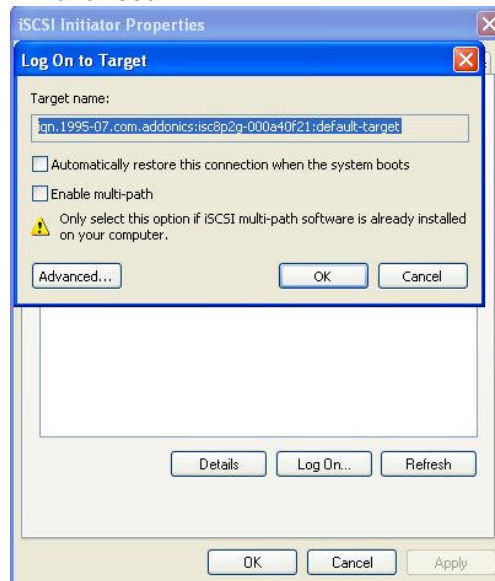 iSCSI Initiator Properties
Log On to Target
Target name:
iqn.1995-07.com.addonics:isc8p2g-000a40f21:default-target
Automatically restore this connection when the system boots
Enable multi-path
Only select this option if iSCSI multi-path software is already installed
on your computer.
Advanced...
OK
Cancel
Details
Log On...
Refresh
OK
Cancel
Apply